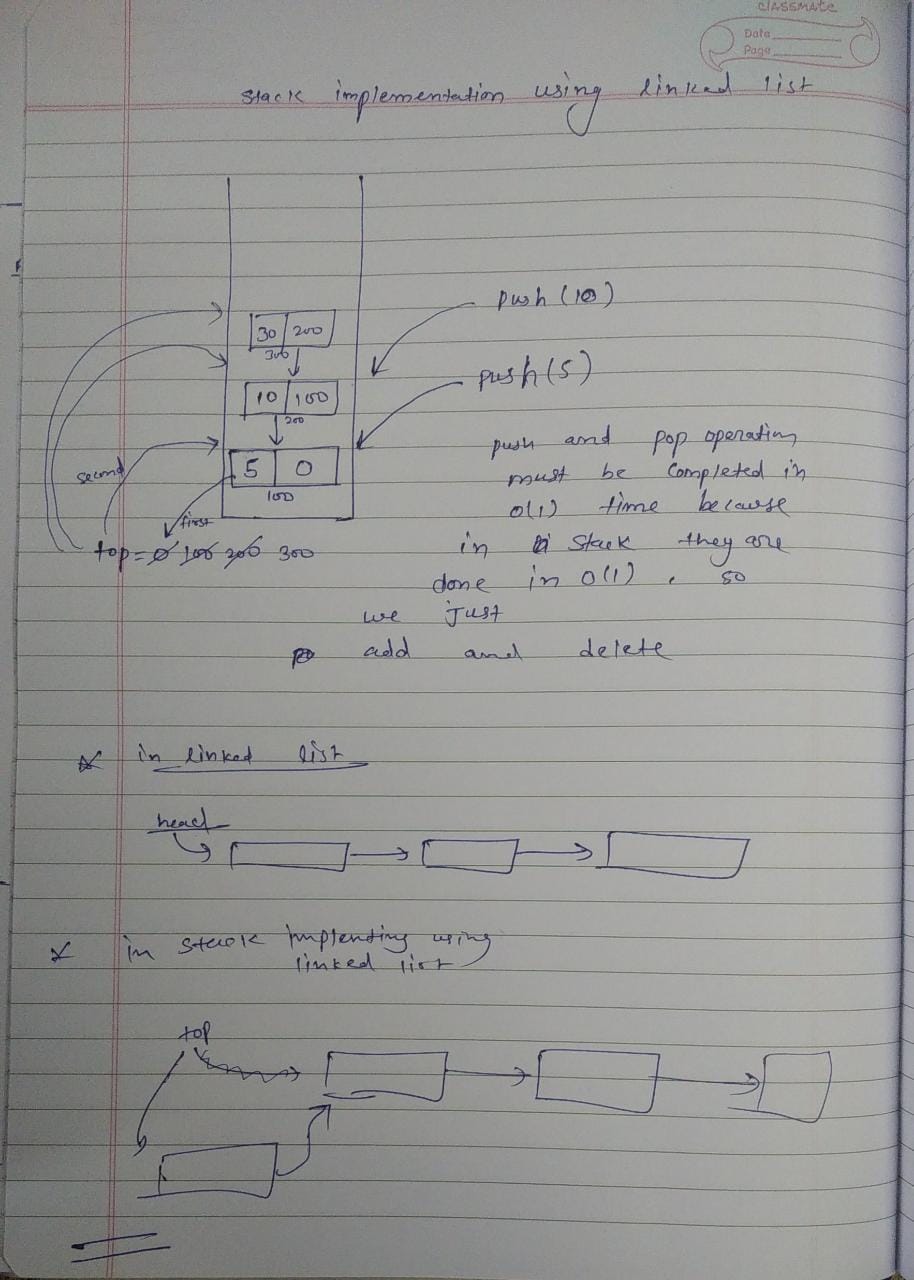 classmate
Date
Page
stack implementation using linked list
push (10)
30 200
300
push (5)
10 100
200
push and pop operation
second
5 0
must be completed in
100
o(1) time because
first
top = 0 100 200 300
in stack they are
done in o(1) . so
we just
add and delete
in linked list
head
in stack implenting using
linked list
top